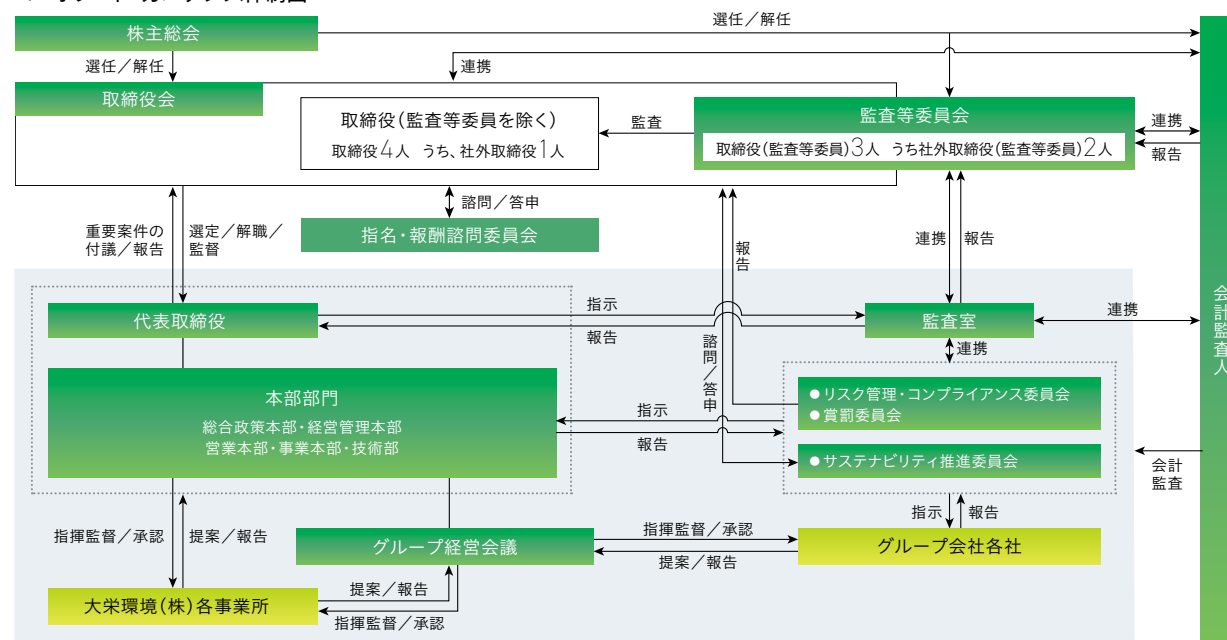 選任／解任
株主総会
選任／解任
連携
取締役会
取締役（監査等委員を除く）
取締役4人　うち、社外取締役1人
監査
監査等委員会
取締役（監査等委員）3人　うち社外取締役（監査等委員）2人
連携
報告
重要案件の
付議／報告
選定／解職／
監督
諮問／答申
指名・報酬諮問委員会
報告
連携
報告
会計監査人
代表取締役
指示
報告
監査室
連携
連携
諮問／答申
本部部門
総合政策本部・経営管理本部
営業本部・事業本部・技術部
指示
報告
●リスク管理・コンプライアンス委員会
●賞罰委員会
●サステナビリティ推進委員会
会計
監査
指揮監督／承認
提案／報告
指示
報告
グループ経営会議
指揮監督／承認
提案／報告
グループ会社各社
大栄環境（株）各事業所
提案／報告
指揮監督／承認